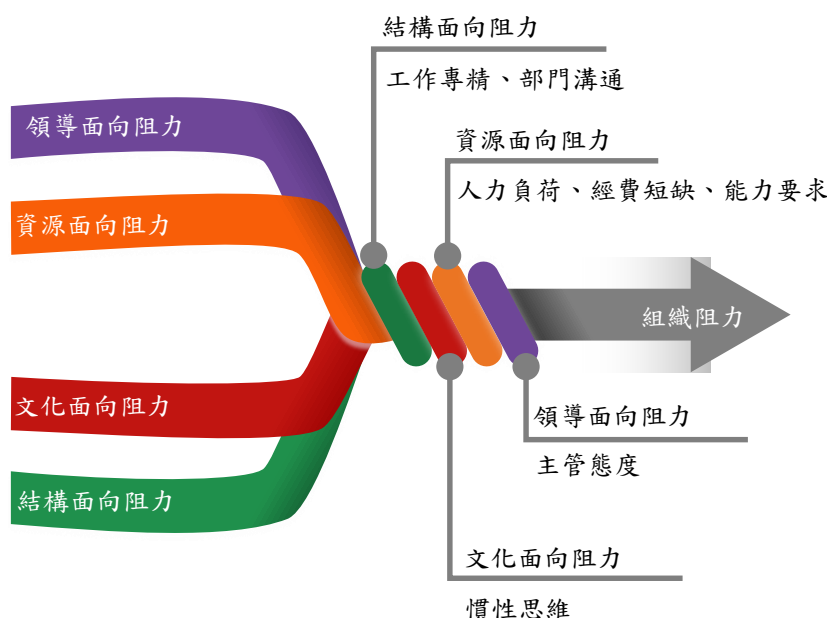 結構面向阻力
工作專精、部門溝通
領導面向阻力
資源面向阻力
人力負荷、經費短缺、能力要求
資源面向阻力
組織阻力
文化面向阻力
領導面向阻力
主管態度
結構面向阻力
文化面向阻力
慣性思維